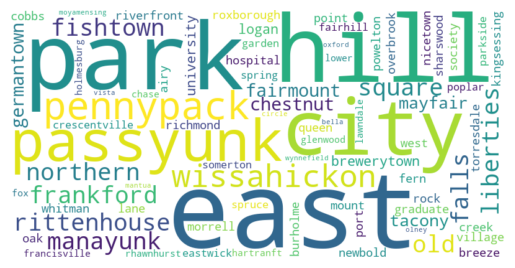 moyamensing
cobbs
king
riverfront
roxborough
point
fairhill
oxford
fishtown
logan
garden
airy
university
hospital
spring
powelton
lower
overbrook
nicetown
sharswood
society
parkside
kingsessing
germantown
holmesburg
vista
park
hill
chase
fairmount
square
poplar
pennypack
chestnut
mayfair
crescentville
richmond
circle
queen
bella
glenwood
lawndale
west
torresdale
passyunk
city
liberties
northern
somerton
wynnefield
brewerytown
wissahickon
fern
falls
frankford
mantua
east
rock
graduate
tacony
creek
village
rittenhouse
whitman
lane
spruce
burholme
mount
port
oak
manayunk
morrell
old
olney
newbold
breeze
fox
francisville
rhawnhurst
eastwick
hartranft